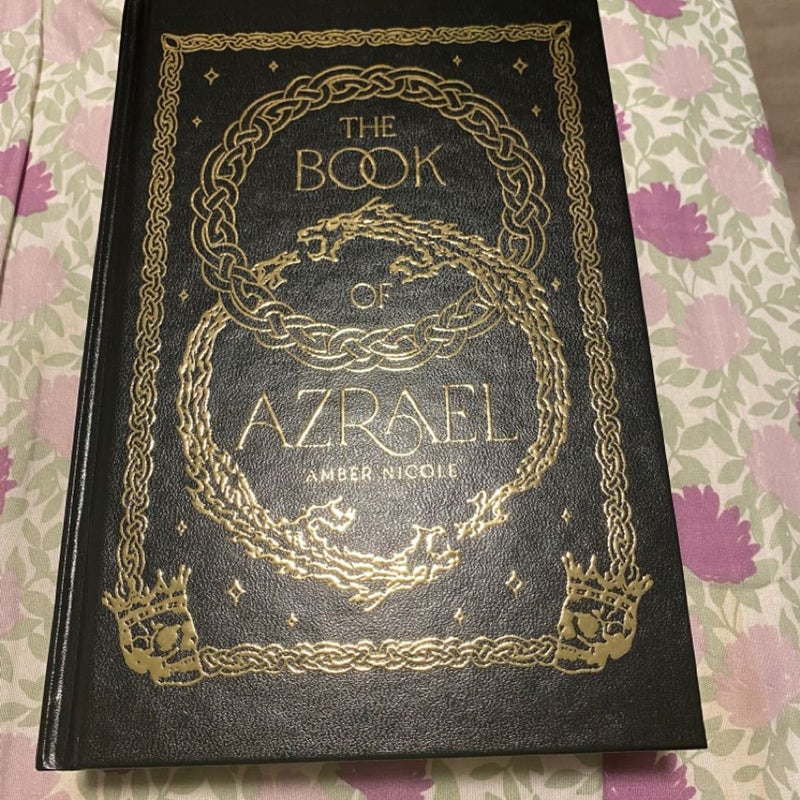 THE
BOOK
OF
AZRAEL
AMBER NICOLE